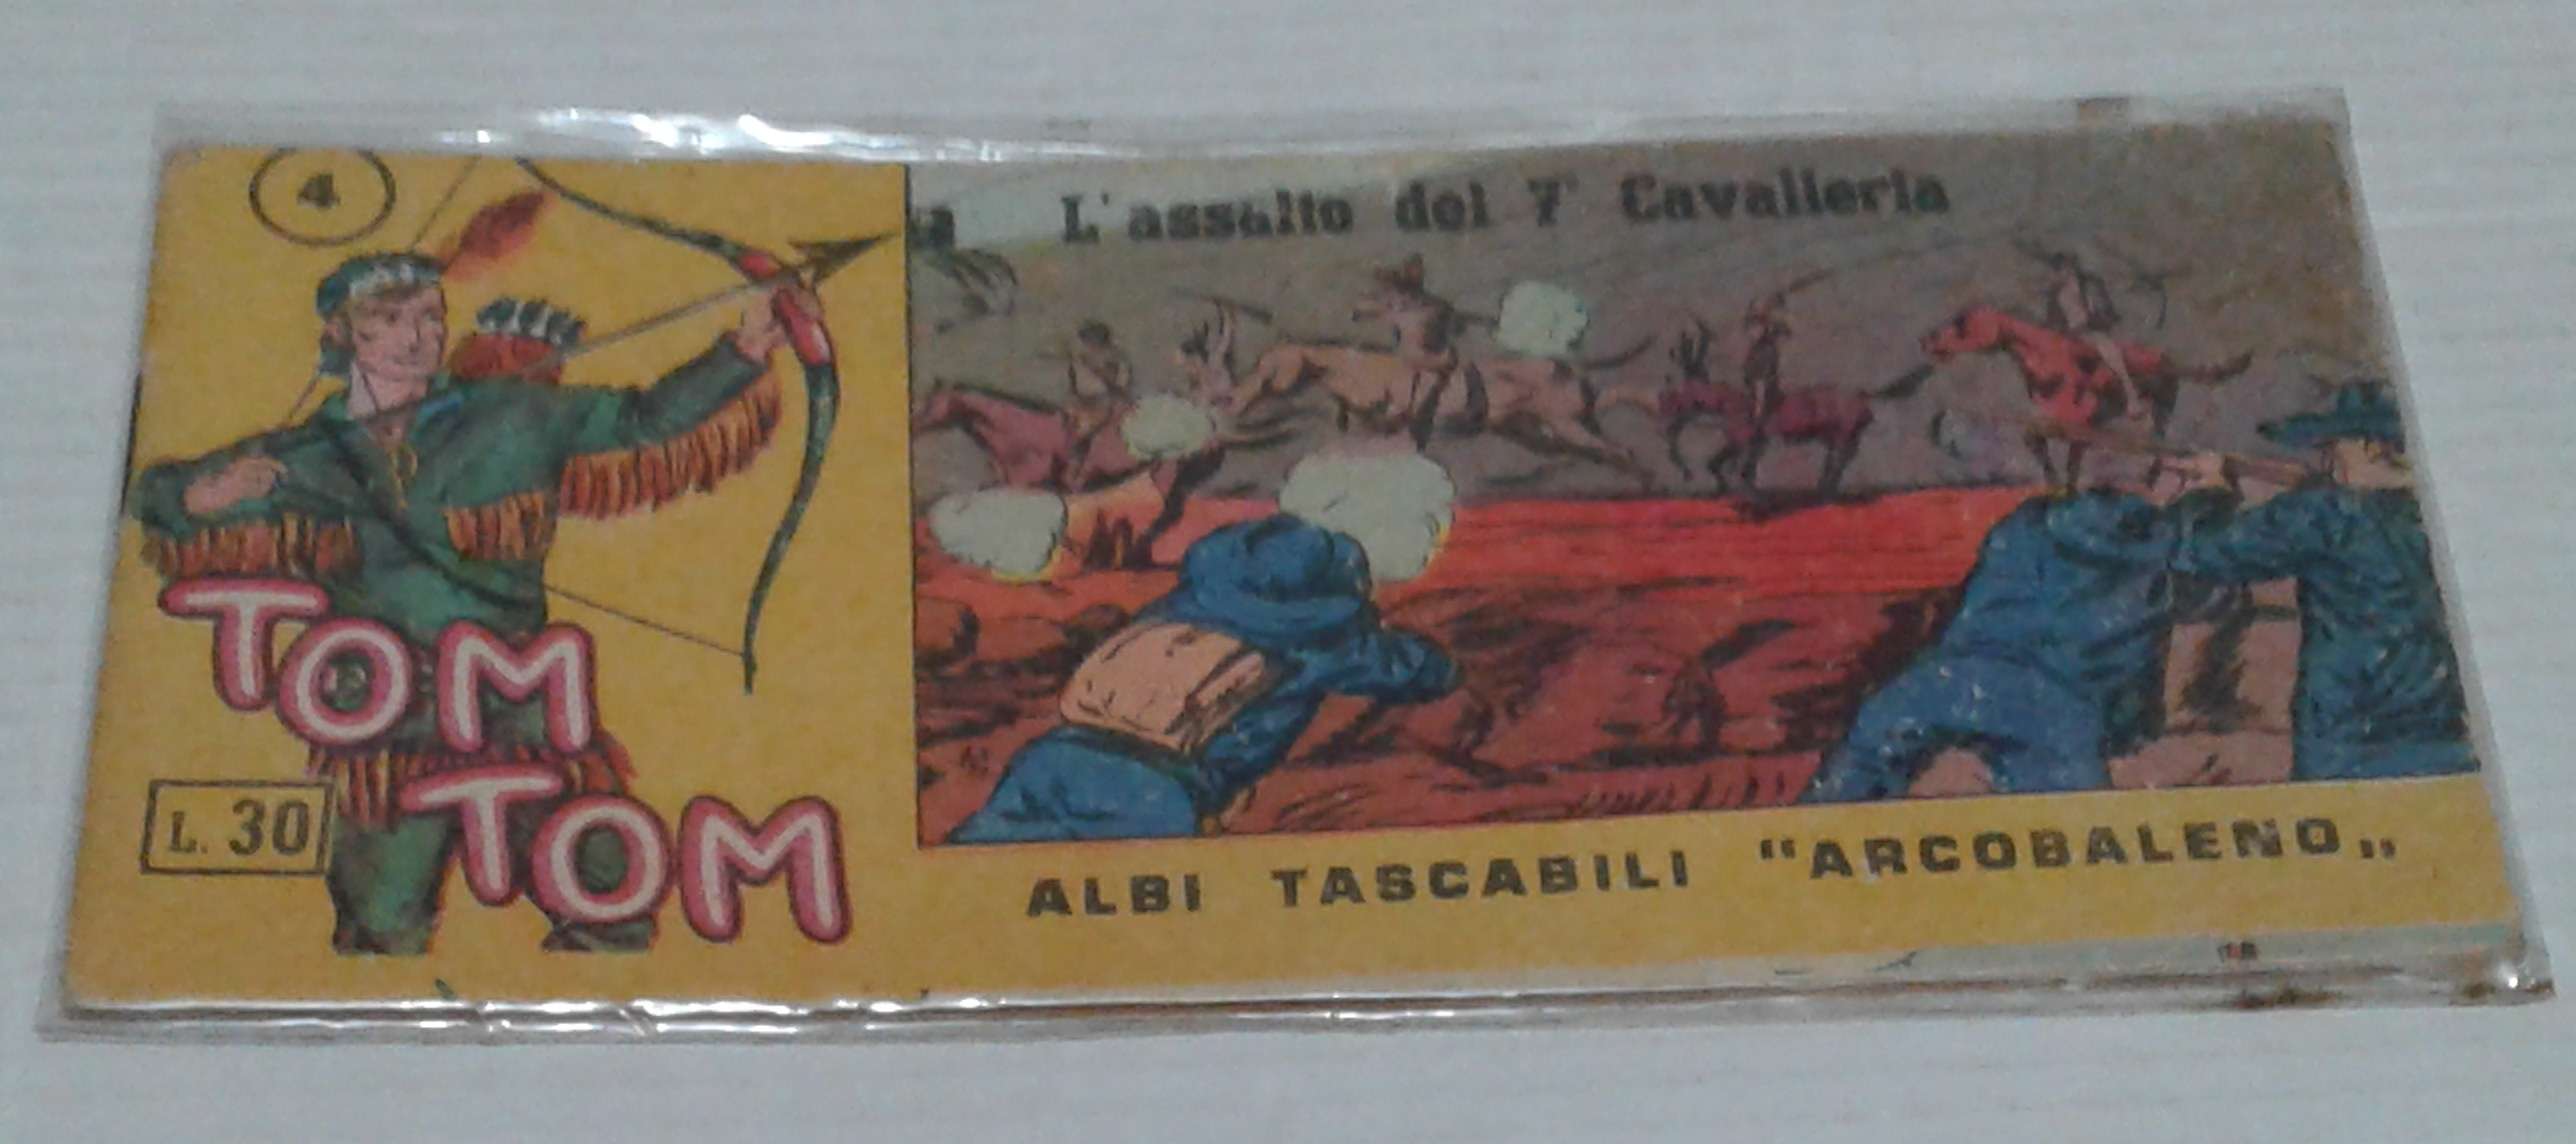 4
L'assalto del 7° Cavalleria
TOM
TOM
L. 30
ALBI TASCABILI "ARCOBALENO„